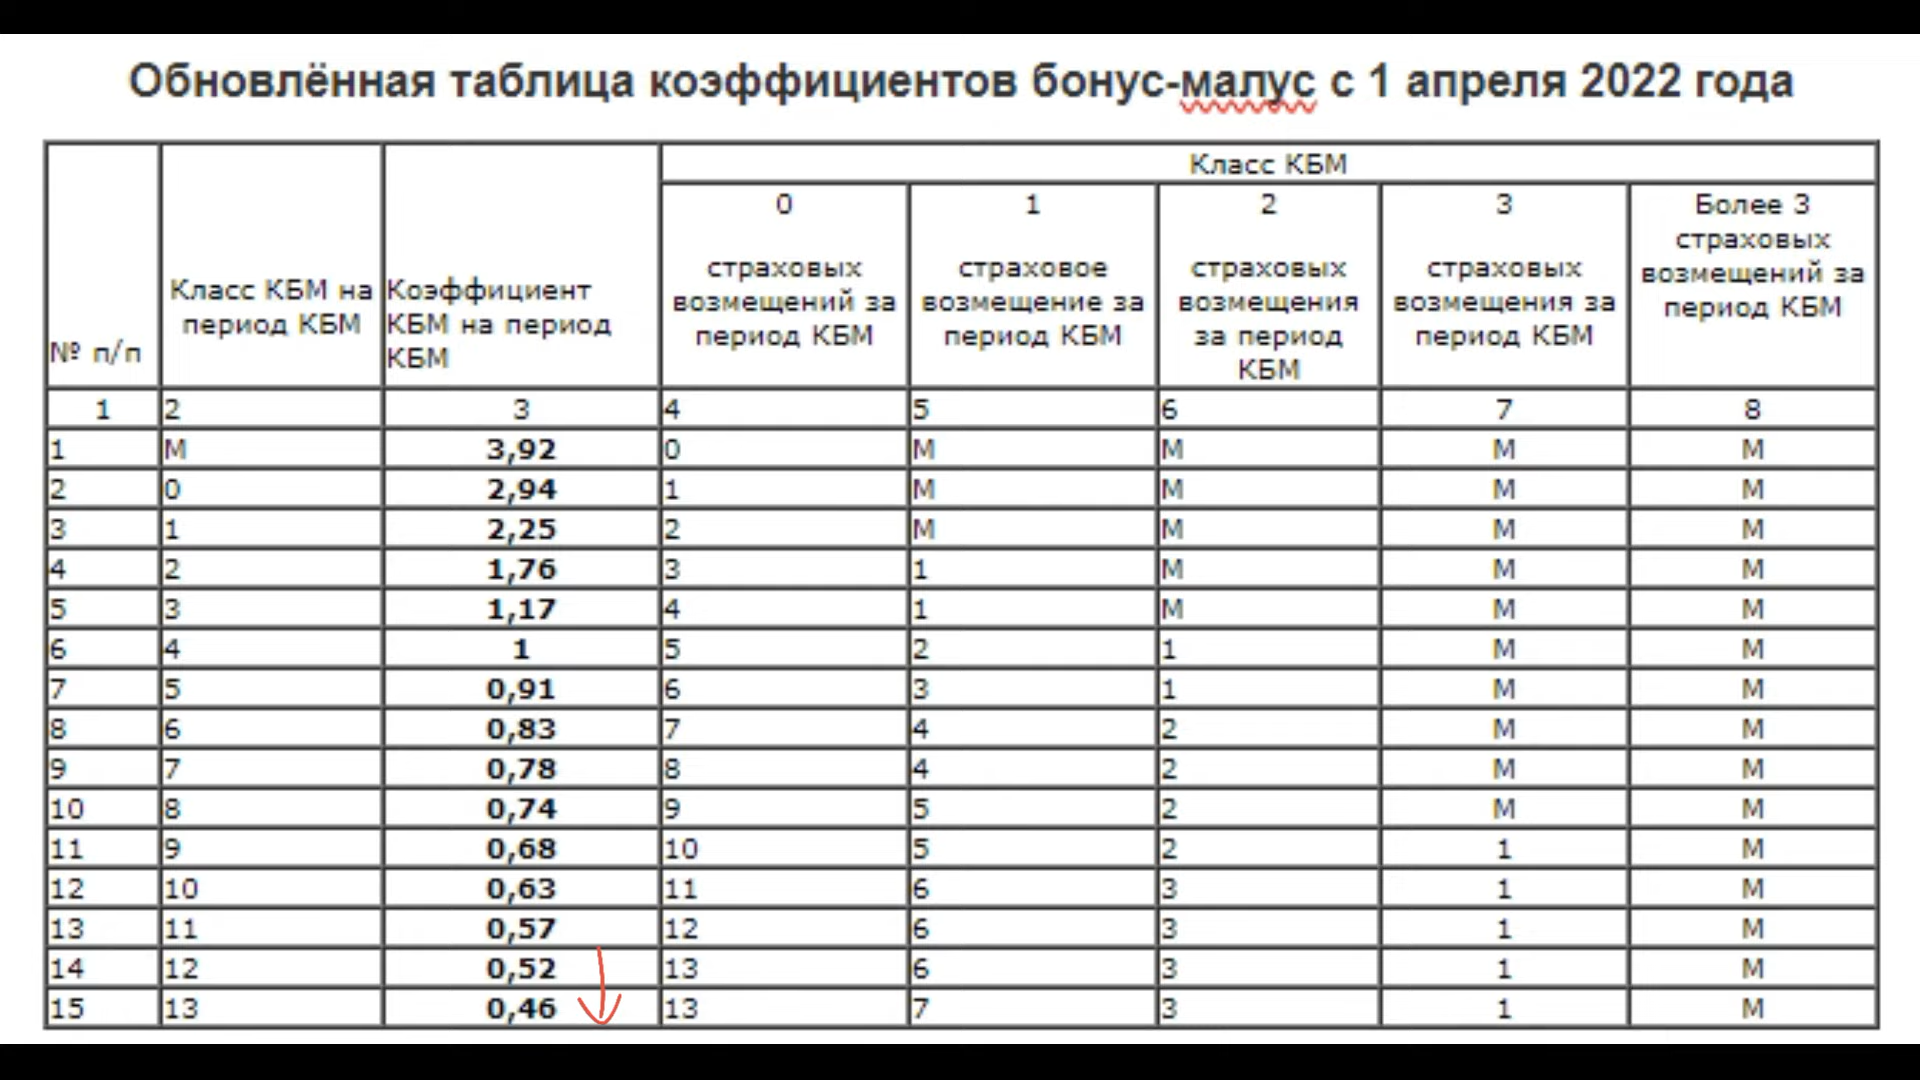 Обновлённая таблица коэффициентов бонус-малус с 1 апреля 2022 года
№ п/п
Класс КБМ на
период КБМ
Коэффициент
КБМ на период
КБМ
Класс КБМ
0
страховых
возмещений за
период КБМ
1
страховое
возмещение за
период КБМ
2
страховых
возмещения
за период
КБМ
3
страховых
возмещения за
период КБМ
Более 3
страховых
возмещений за
период КБМ
1 2 3 4 5 6 7 8
1 М 3,92 0 М М М М
2 0 2,94 1 М М М М
3 1 2,25 2 М М М М
4 2 1,76 3 1 М М М
5 3 1,17 4 1 М М М
6 4 1 5 2 1 М М
7 5 0,91 6 3 1 М М
8 6 0,83 7 4 2 М М
9 7 0,78 8 4 2 М М
10 8 0,74 9 5 2 М М
11 9 0,68 10 5 2 1 М
12 10 0,63 11 6 3 1 М
13 11 0,57 12 6 3 1 М
14 12 0,52 13 6 3 1 М
15 13 0,46 13 7 3 1 М